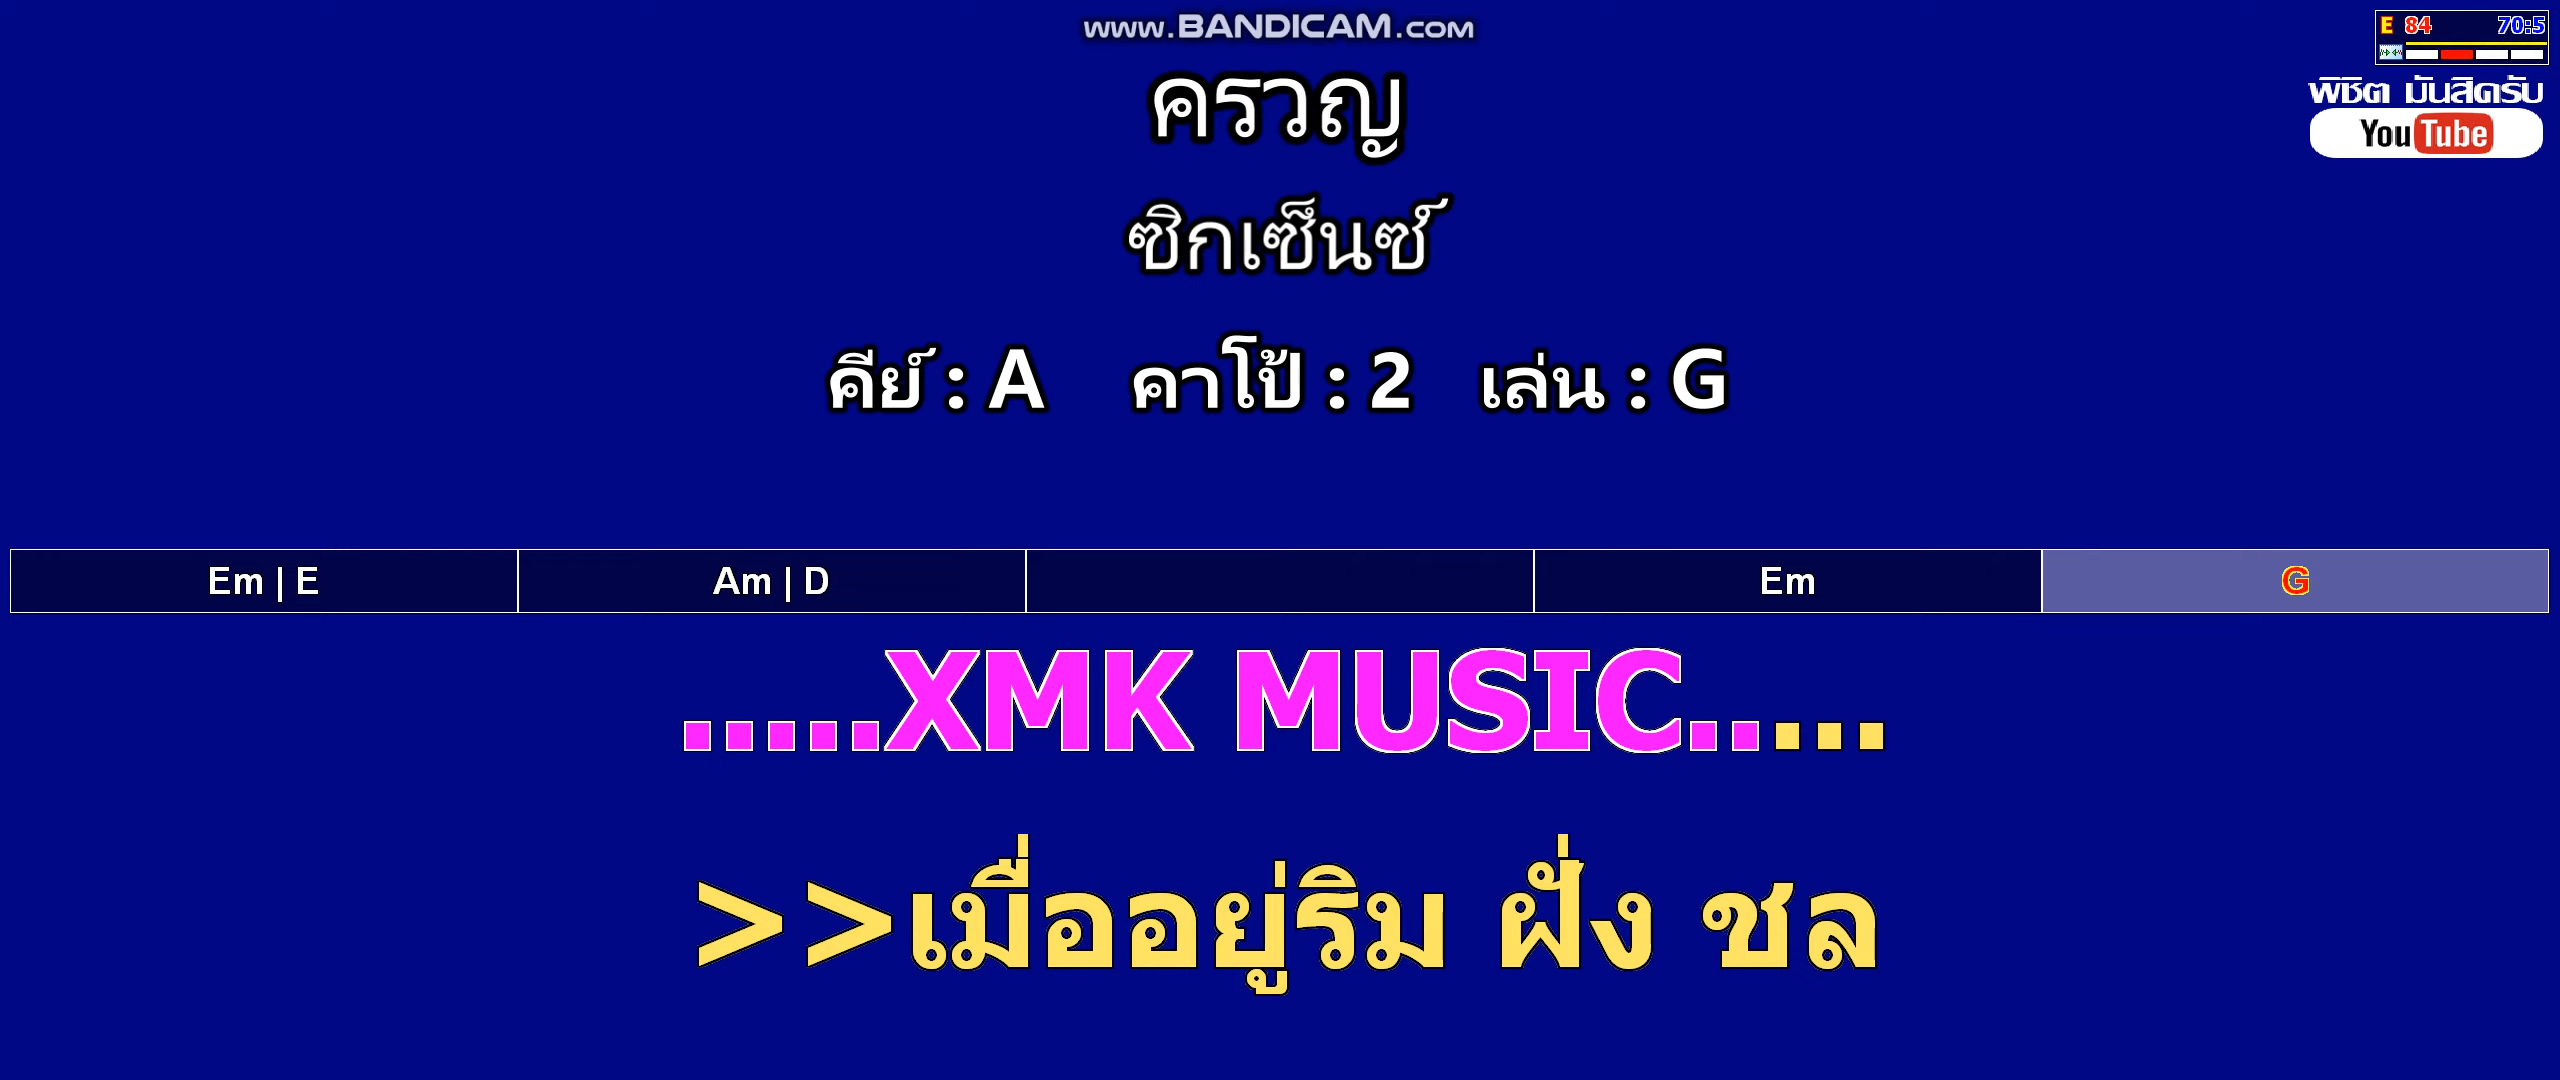 www.BANDICAM.com
E 84 70:5
พิชิต มันสิครับ
YouTube
ครวญ
ซิกเซ็นซ์
คีย์ : A คาโป้ : 2 เล่น : G
Em | E Am | D Em G
.....XMK MUSIC.....
>>เมื่ออยู่ริม ฝั่ง ชล